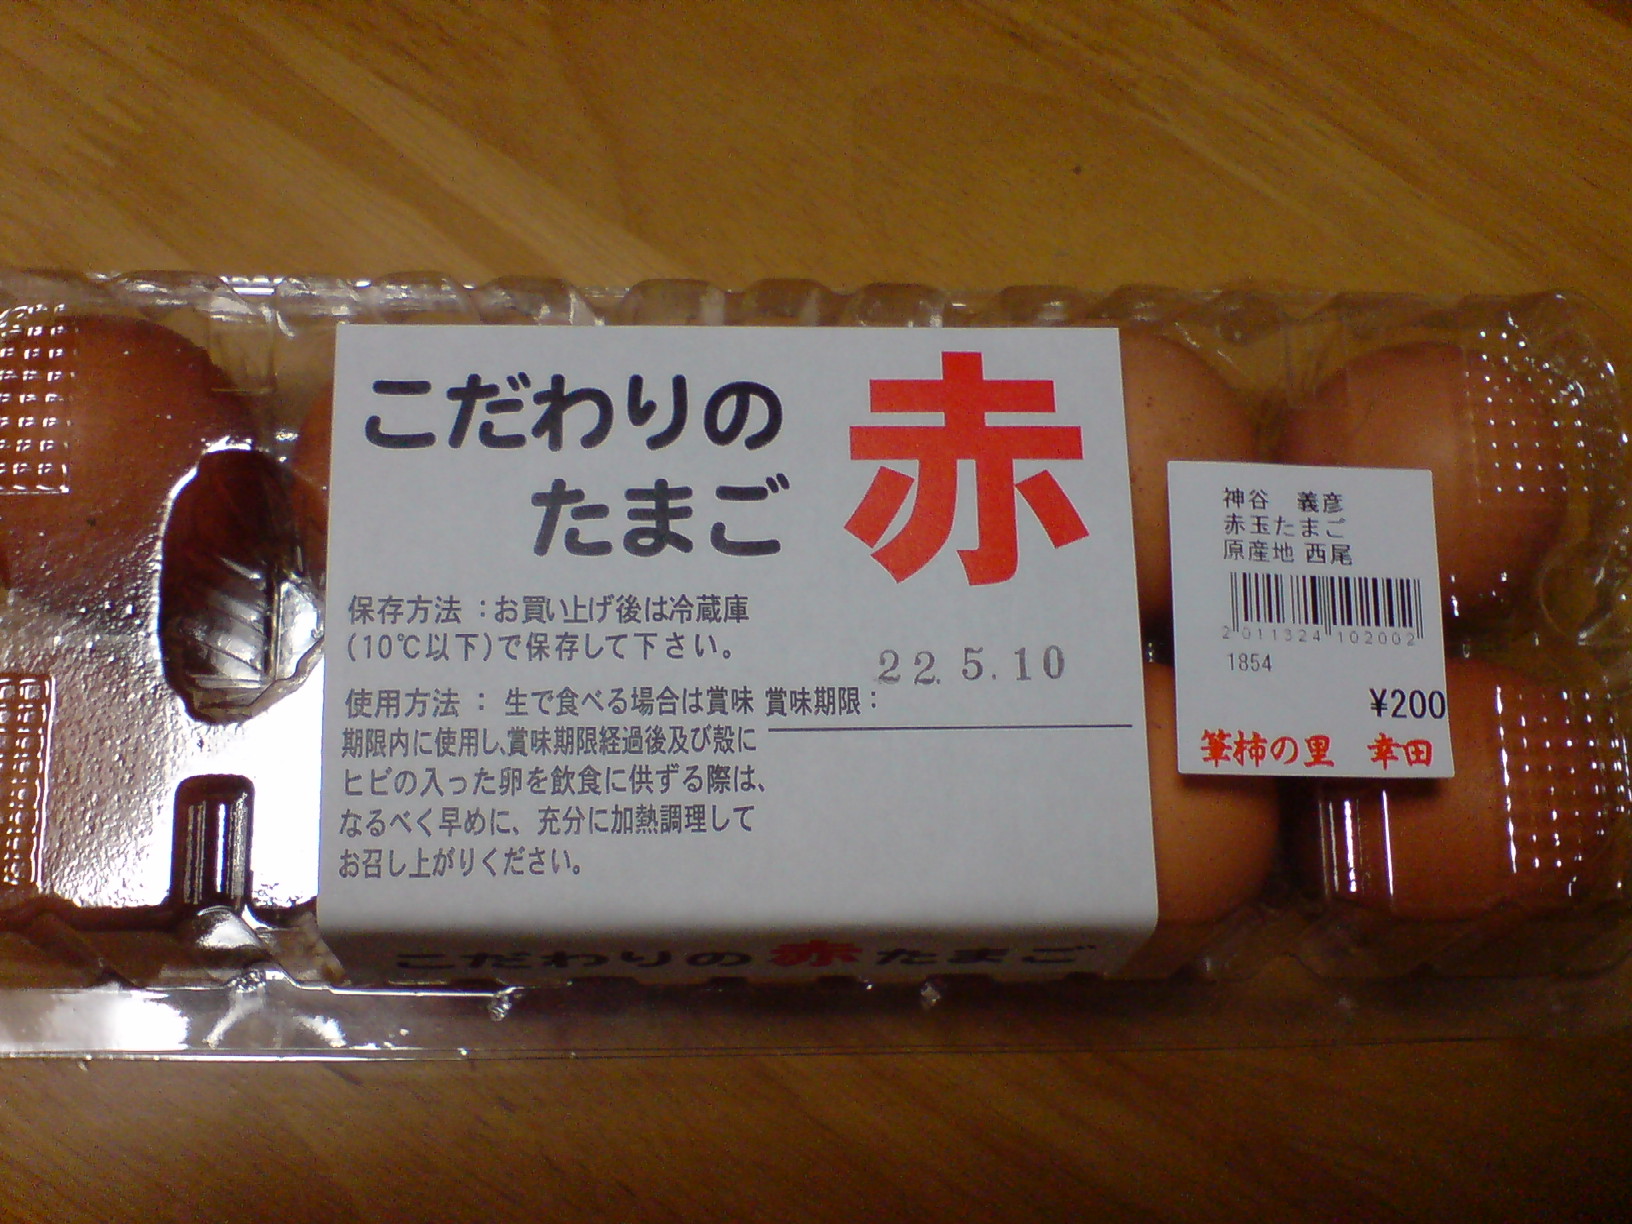 こだわりの
たまご
赤
保存方法：お買い上げ後は冷蔵庫
(10℃以下)で保存して下さい。
使用方法： 生で食べる場合は賞味
期限内に使用し、賞味期限経過後及び殻に
ヒビの入った卵を飲食に供ずる際は、
なるべく早めに、充分に加熱調理して
お召し上がりください。
22.5.10
賞味期限：
こだわりの赤たまご
神谷 義彦
赤玉たまご
原産地 西尾
2 011324 102002
1854
¥200
筆柿の里 幸田